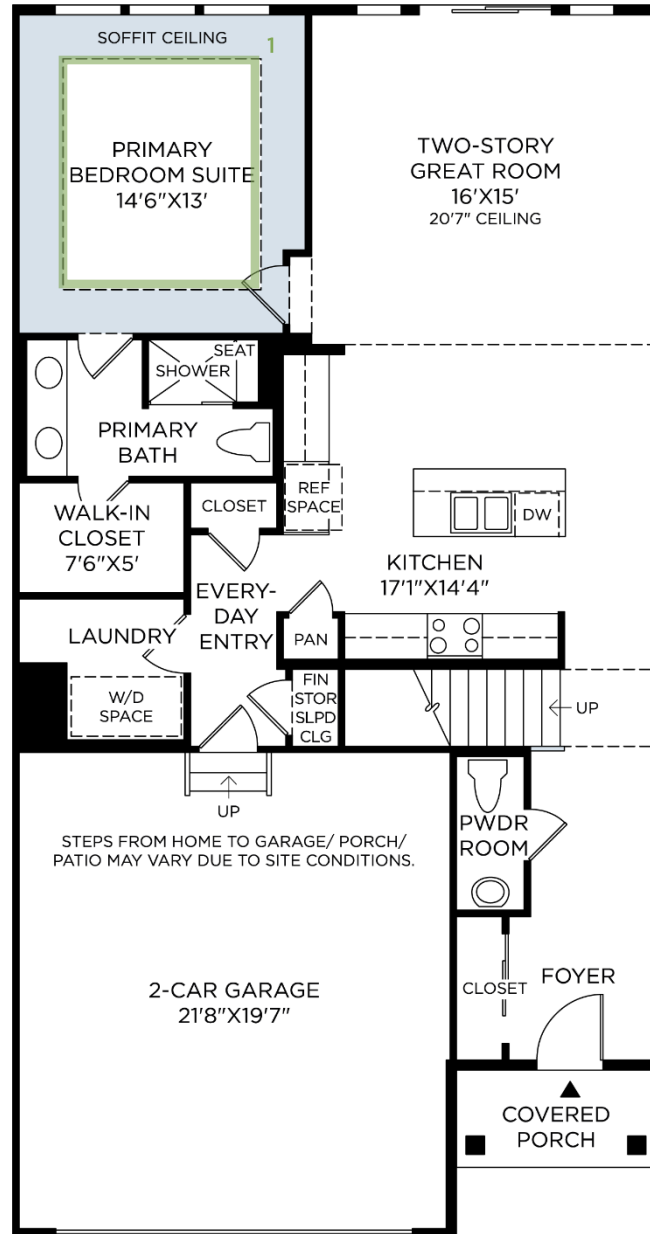 SOFFIT CEILING
1
PRIMARY
BEDROOM SUITE
14'6"X13'
TWO-STORY
GREAT ROOM
16'X15'
20'7" CEILING
SEAT
SHOWER
PRIMARY
BATH
WALK-IN
CLOSET
7'6"X5'
CLOSET
REF
SPACE
DW
KITCHEN
17'1"X14'4"
EVERY-
DAY
ENTRY
PAN
LAUNDRY
W/D
SPACE
FIN
STOR
SLPD
CLG
UP
UP
STEPS FROM HOME TO GARAGE/ PORCH/
PATIO MAY VARY DUE TO SITE CONDITIONS.
PWDR
ROOM
2-CAR GARAGE
21'8"X19'7"
CLOSET
FOYER
COVERED
PORCH